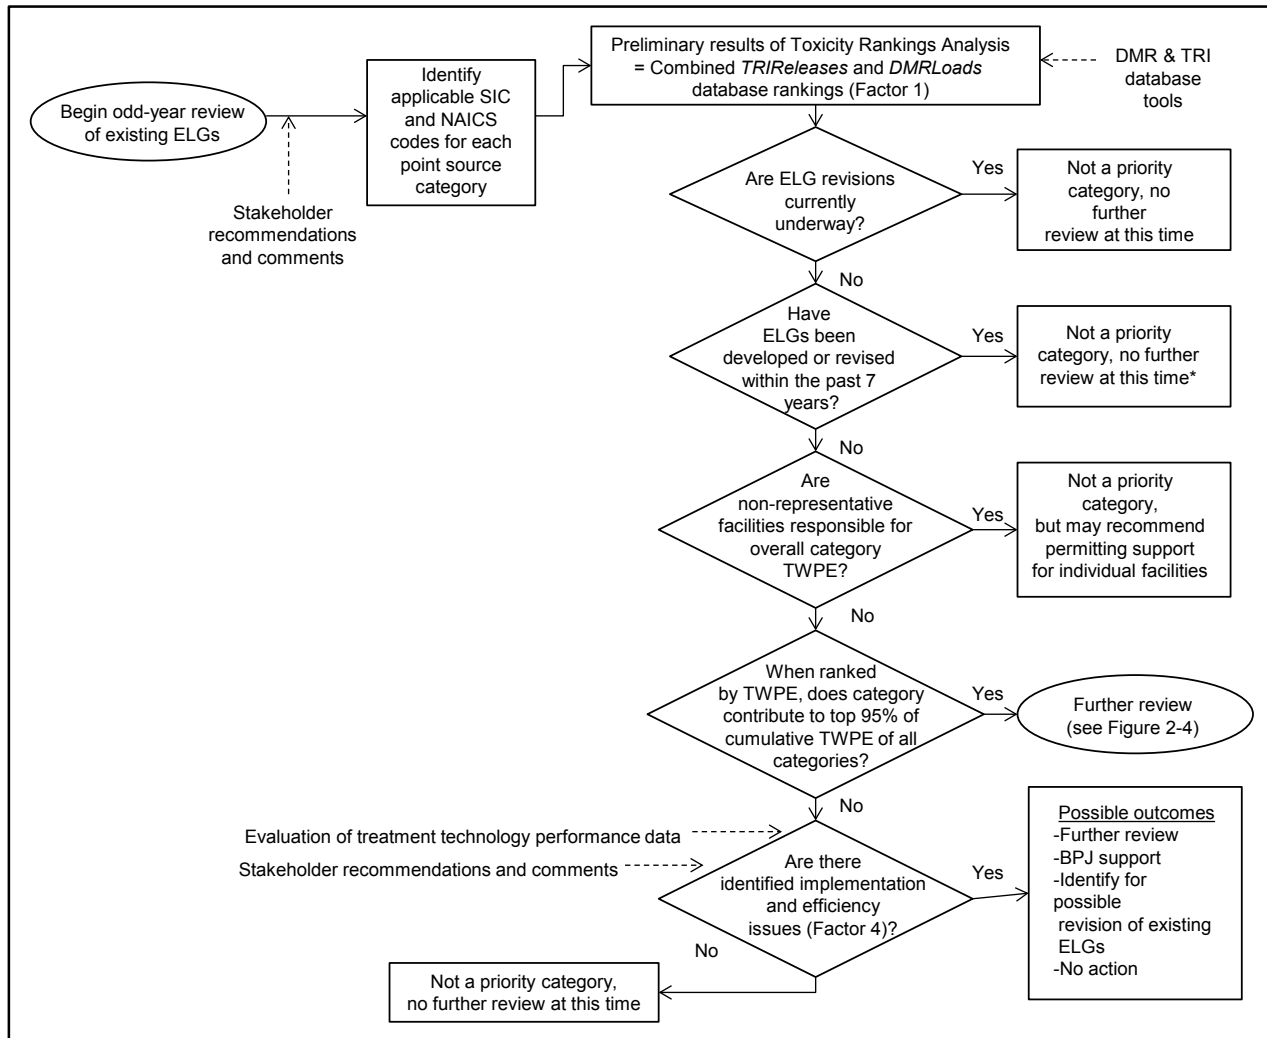 Begin odd-year review
of existing ELGs
Stakeholder
recommendations
and comments
Identify
applicable SIC
and NAICS
codes for each
point source
category
Preliminary results of Toxicity Rankings Analysis
= Combined TRIReleases and DMRLoads
database rankings (Factor 1)
DMR & TRI
database
tools
Are ELG revisions
currently
underway?
Yes
Not a priority
category, no
further
review at this time
No
Have
ELGs been
developed or revised
within the past 7
years?
Yes
Not a priority
category, no further
review at this time*
No
Are
non-representative
facilities responsible for
overall category
TWPE?
Yes
Not a priority
category,
but may recommend
permitting support
for individual facilities
No
When ranked
by TWPE, does category
contribute to top 95% of
cumulative TWPE of all
categories?
Yes
Further review
(see Figure 2-4)
No
Evaluation of treatment technology performance data
Stakeholder recommendations and comments
Are there
identified implementation
and efficiency
issues (Factor 4)?
Yes
Possible outcomes
-Further review
-BPJ support
-Identify for
possible
revision of existing
ELGs
-No action
No
Not a priority category,
no further review at this time